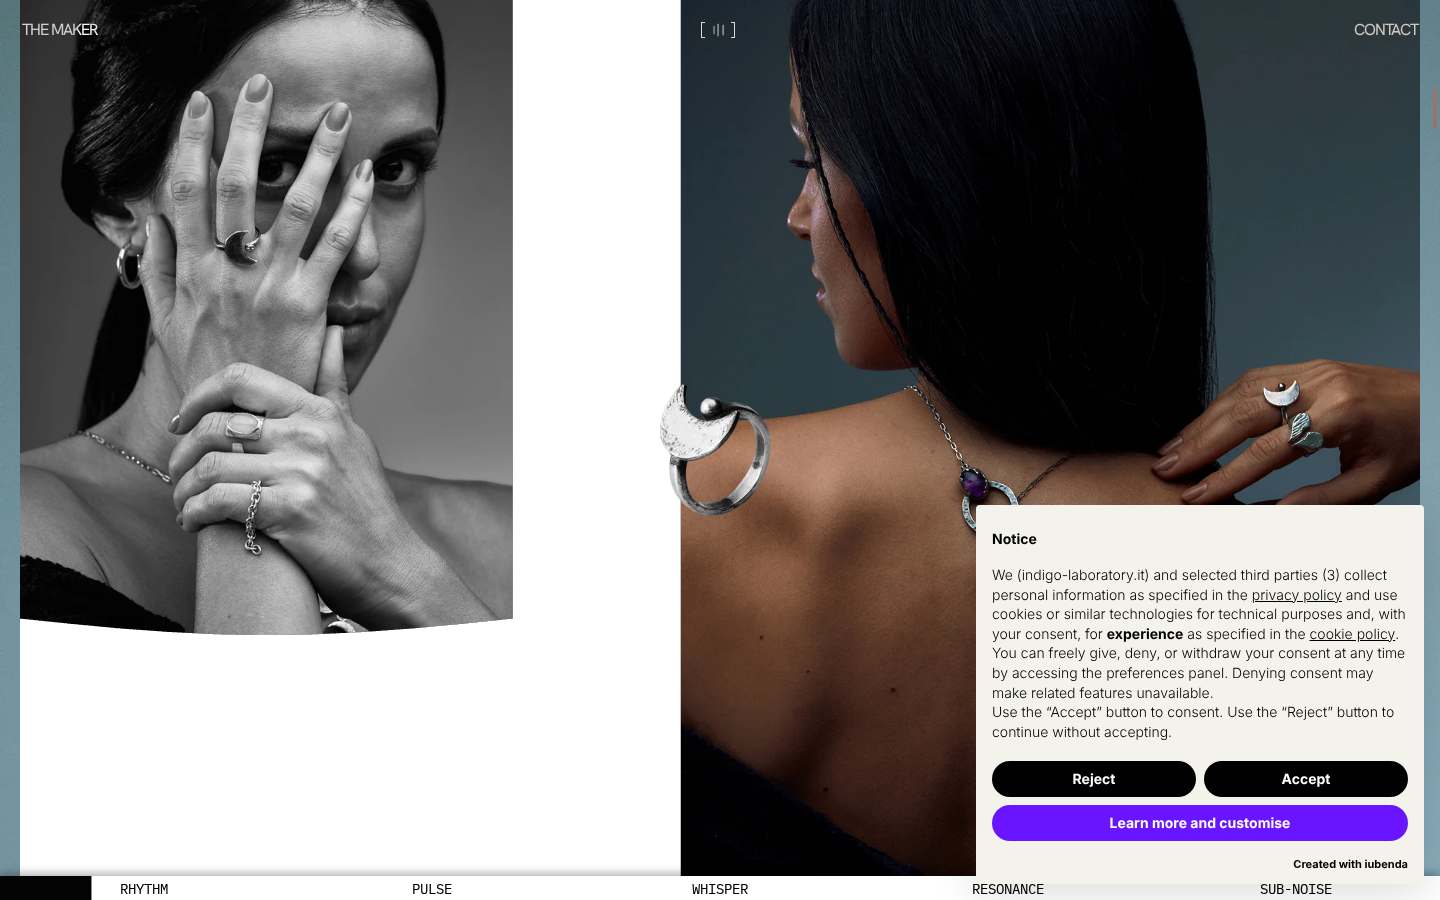 THE MAKER
CONTACT
Notice
We (indigo-laboratory.it) and selected third parties (3) collect
personal information as specified in the privacy policy and use
cookies or similar technologies for technical purposes and, with
your consent, for experience as specified in the cookie policy.
You can freely give, deny, or withdraw your consent at any time
by accessing the preferences panel. Denying consent may
make related features unavailable.
Use the “Accept” button to consent. Use the “Reject” button to
continue without accepting.
Reject
Accept
Learn more and customise
Created with iubenda
RHYTHM
PULSE
WHISPER
RESONANCE
SUB-NOISE